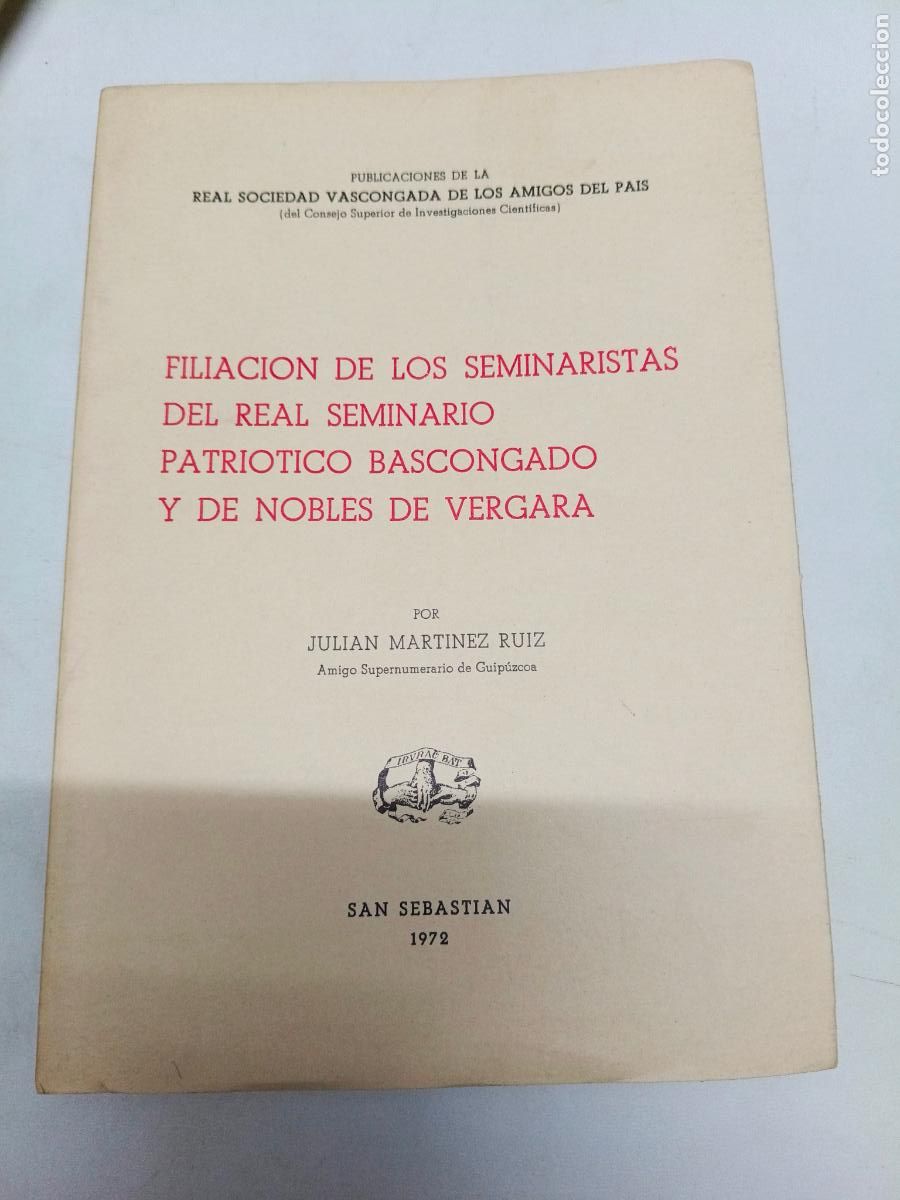 PUBLICACIONES DE LA
REAL SOCIEDAD VASCONGADA DE LOS AMIGOS DEL PAIS
(del Consejo Superior de Investigaciones Científicas)
FILIACION DE LOS SEMINARISTAS
DEL REAL SEMINARIO
PATRIOTICO BASCONGADO
Y DE NOBLES DE VERGARA
POR
JULIAN MARTINEZ RUIZ
Amigo Supernumerario de Guipúzcoa
IRVRAC BAT
SAN SEBASTIAN
1972
todocoleccion